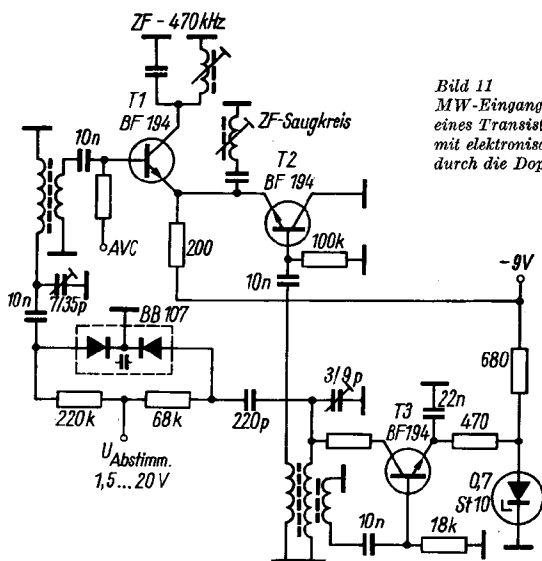 ZF - 470 kHz
T1
BF 194
ZF-Saugkreis
10n
T2
BF 194
AVC
200
100k
10n
7/35p
10n
BB 107
-9V
680
220k
68k
220p
3/9p
T3
BF194
22n
470
U Abstimm.
1,5...20V
0,7
St 10
10n
18k
Bild 11
MW-Eingang
eines Transist
mit elektronisc
durch die Dop